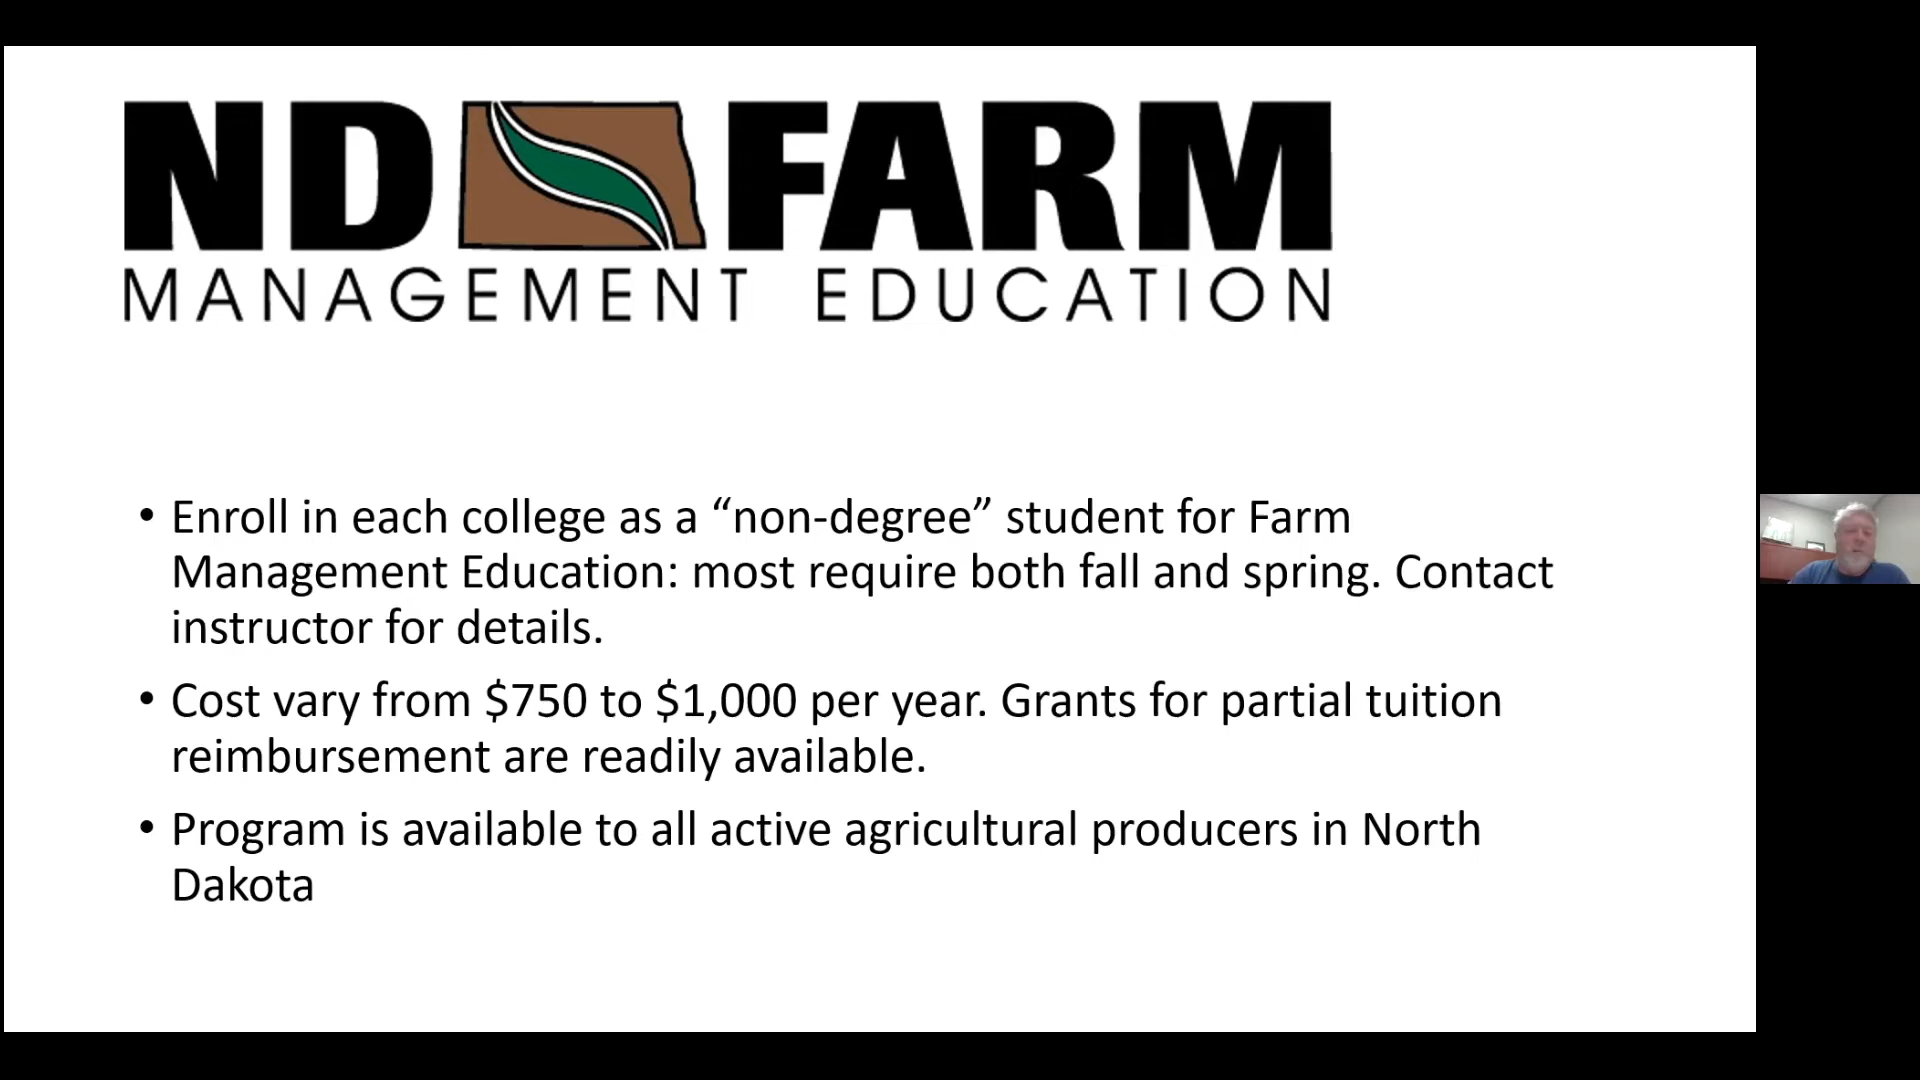 ND FARM
MANAGEMENT EDUCATION
• Enroll in each college as a “non-degree” student for Farm
Management Education: most require both fall and spring. Contact
instructor for details.
• Cost vary from $750 to $1,000 per year. Grants for partial tuition
reimbursement are readily available.
• Program is available to all active agricultural producers in North
Dakota